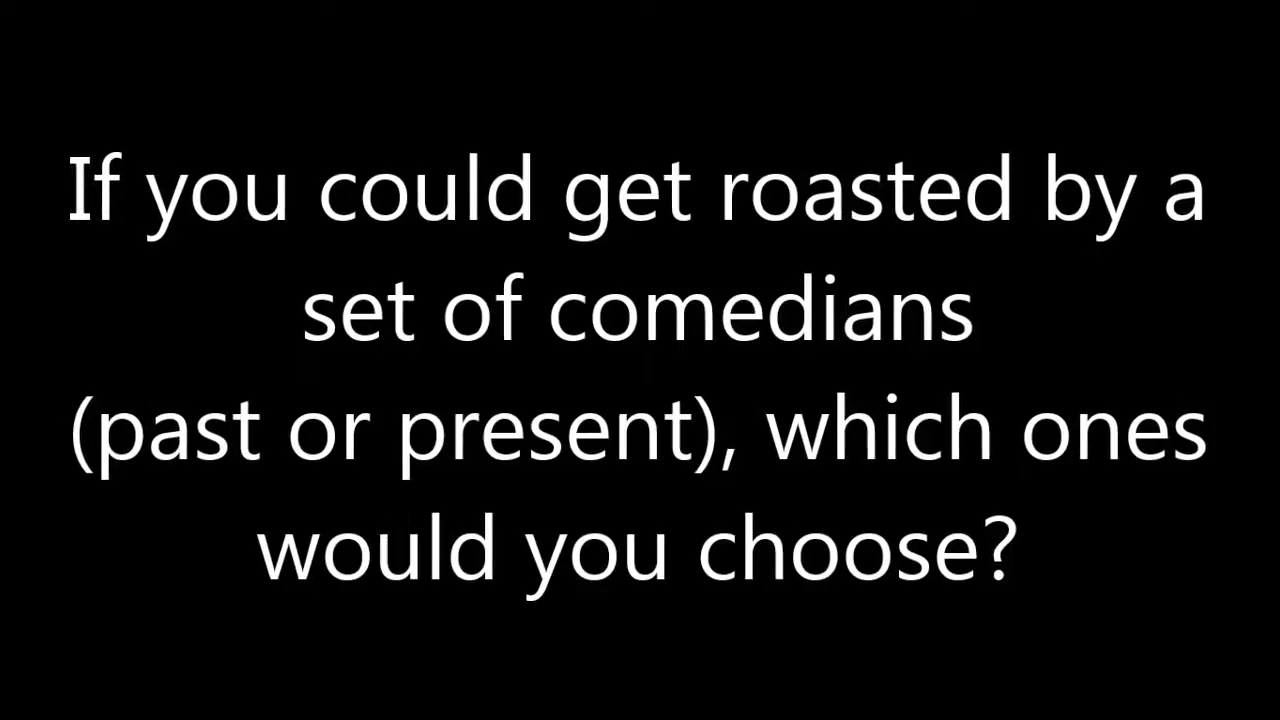 If you could get roasted by a
set of comedians
(past or present), which ones
would you choose?